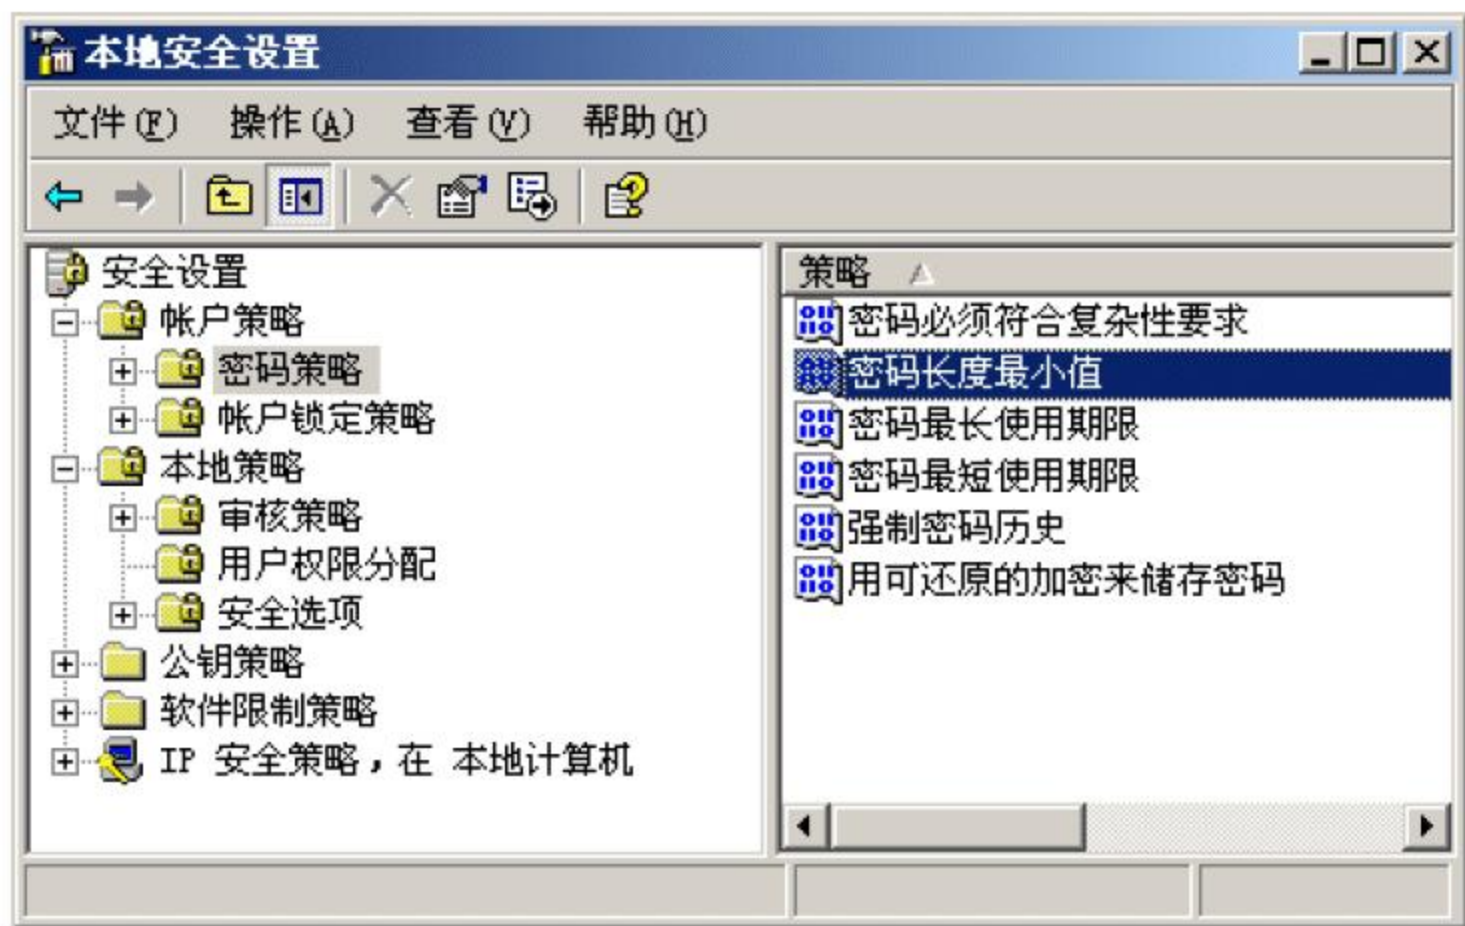 本地安全设置
文件(F) 操作(A) 查看(V) 帮助(H)
安全设置
帐户策略
密码策略
帐户锁定策略
本地策略
审核策略
用户权限分配
安全选项
公钥策略
软件限制策略
IP 安全策略，在 本地计算机
策略
密码必须符合复杂性要求
密码长度最小值
密码最长使用期限
密码最短使用期限
强制密码历史
用可还原的加密来储存密码